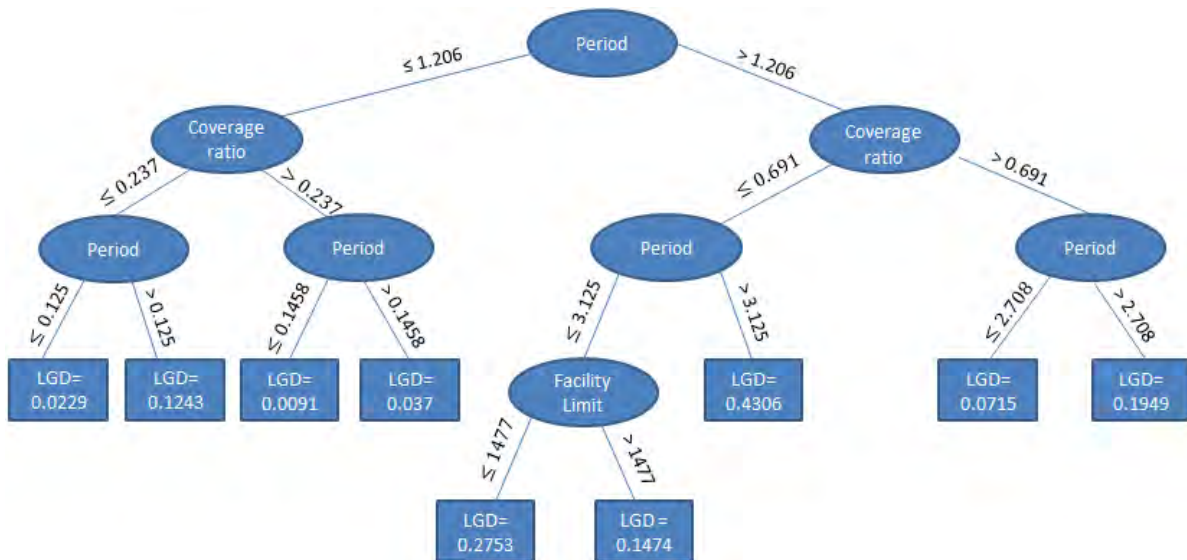 Period
≤ 1.206
> 1.206
Coverage
ratio
Coverage
ratio
≤ 0.237
> 0.237
≤ 0.691
> 0.691
Period
Period
Period
Period
≤ 0.125
> 0.125
≤ 0.1458
> 0.1458
≤ 3.125
> 3.125
≤ 2.708
> 2.708
LGD=
0.0229
LGD=
0.1243
LGD=
0.0091
LGD=
0.037
Facility
Limit
LGD=
0.4306
LGD=
0.0715
LGD=
0.1949
≤ 1477
> 1477
LGD=
0.2753
LGD =
0.1474